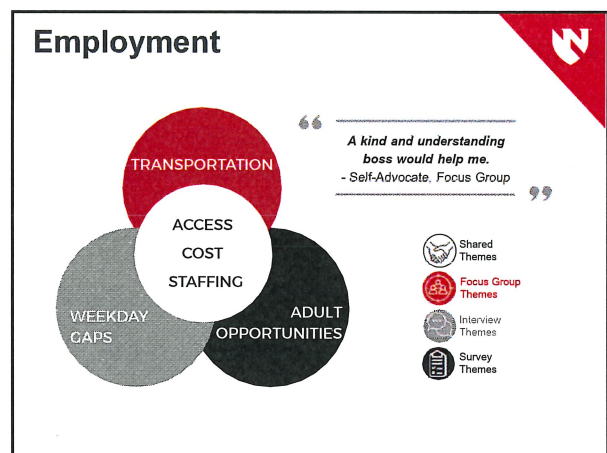 Employment
N
“
A kind and understanding
boss would help me.
- Self-Advocate, Focus Group
”
TRANSPORTATION
ACCESS
COST
STAFFING
WEEKDAY
GAPS
ADULT
OPPORTUNITIES
Shared
Themes
Focus Group
Themes
Interview
Themes
Survey
Themes